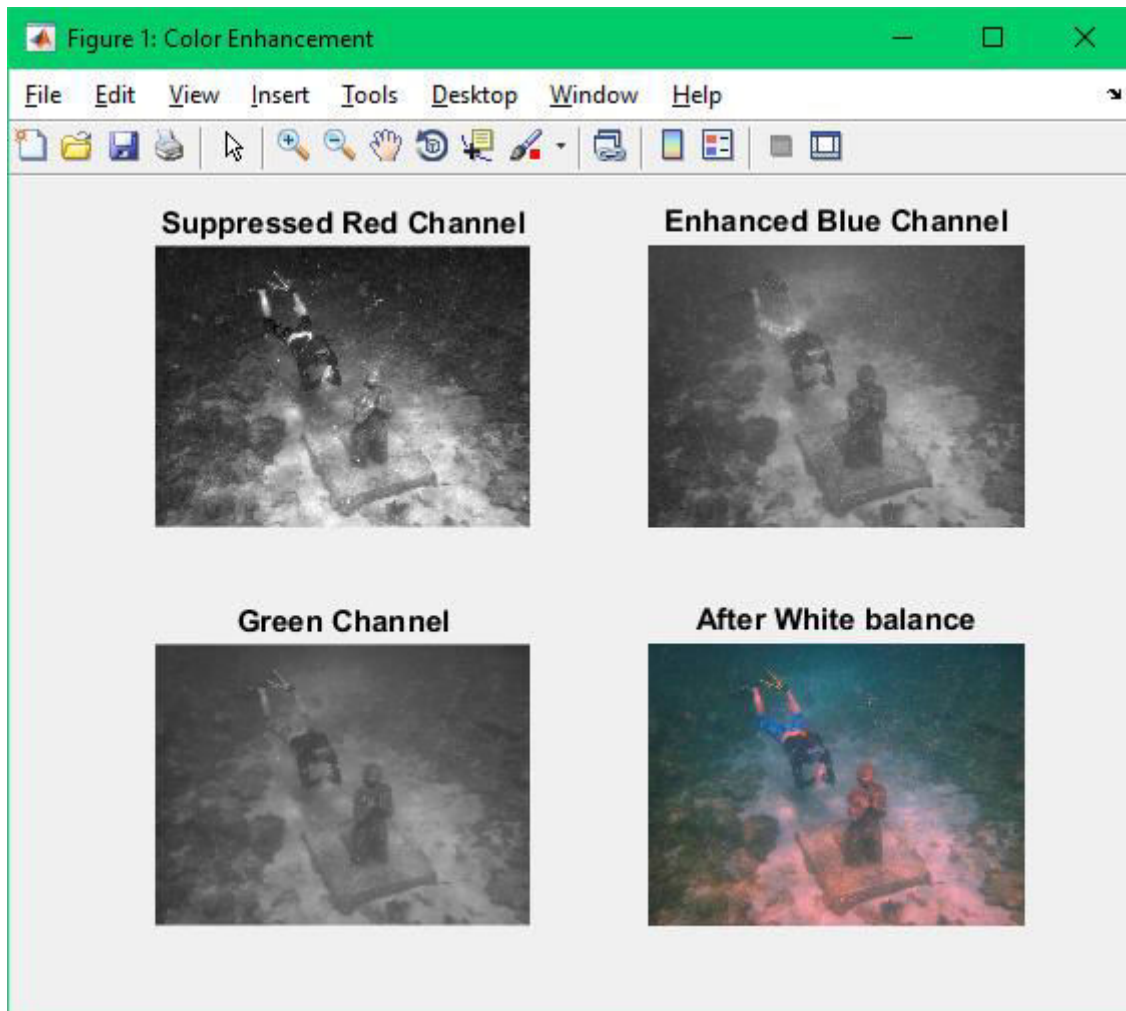 Figure 1: Color Enhancement
File Edit View Insert Tools Desktop Window Help
Suppressed Red Channel
Enhanced Blue Channel
Green Channel
After White balance